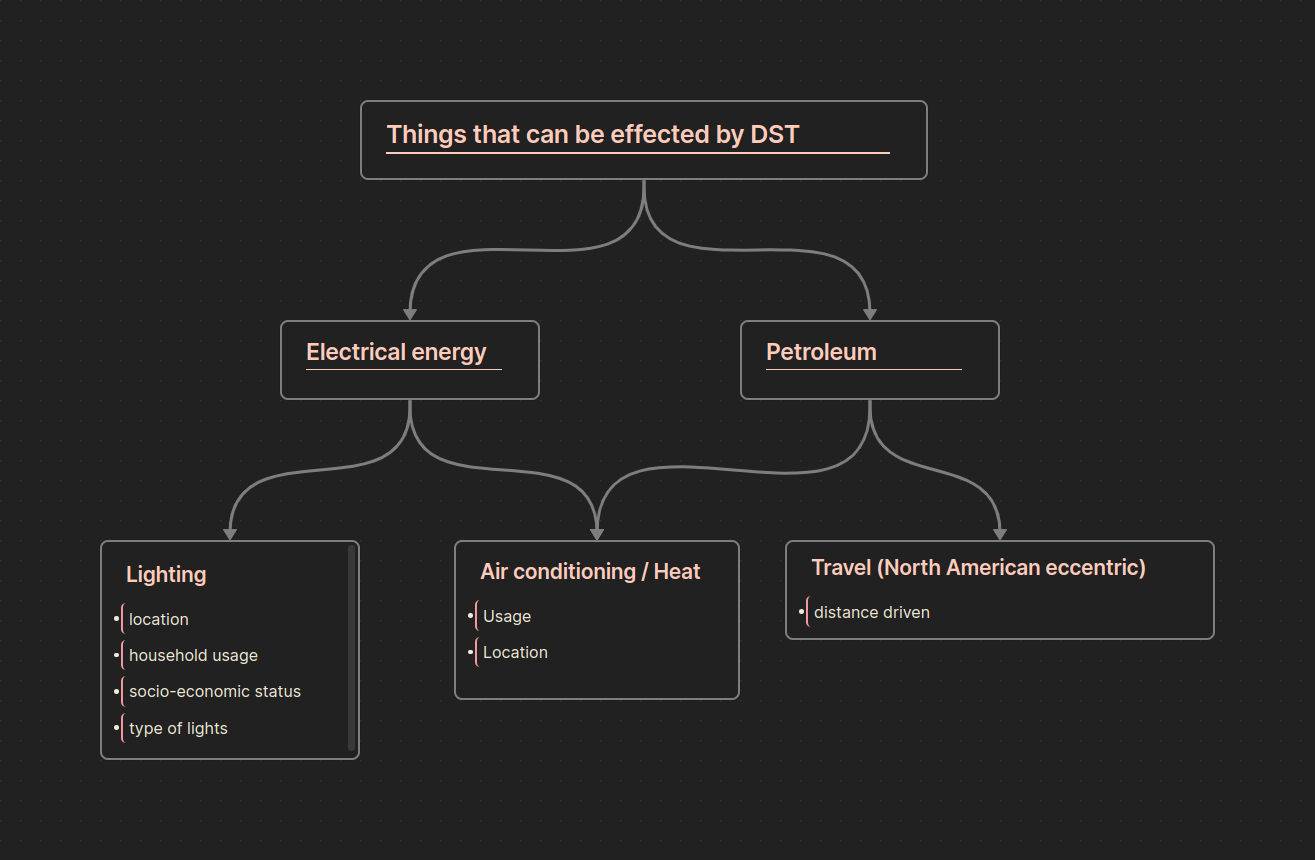 Things that can be effected by DST
Electrical energy
Petroleum
Lighting
• location
• household usage
• socio-economic status
• type of lights
Air conditioning / Heat
• Usage
• Location
Travel (North American eccentric)
• distance driven